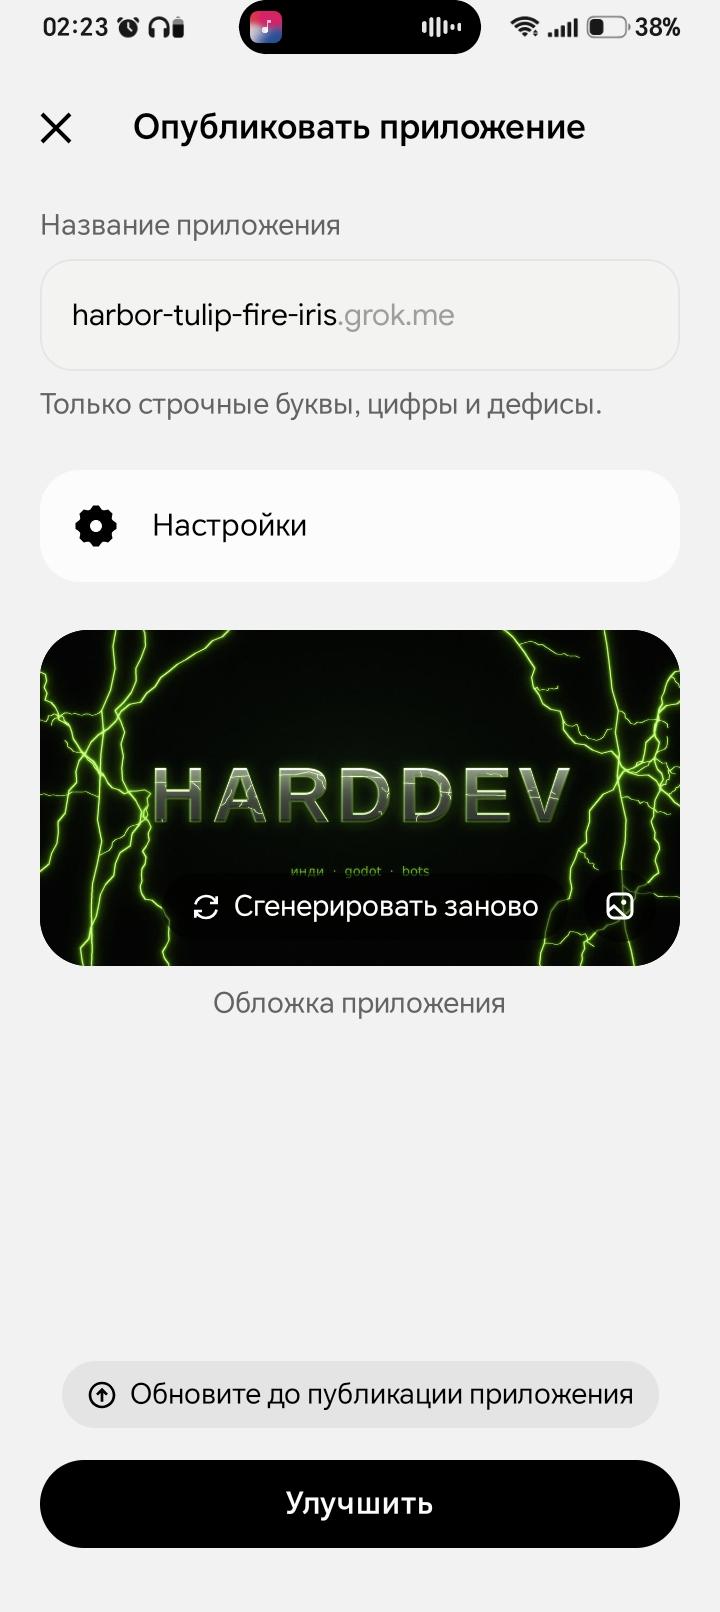 02:23
38%
Опубликовать приложение
Название приложения
harbor-tulip-fire-iris.grok.me
Только строчные буквы, цифры и дефисы.
Настройки
HARDDEV
инди · godot · bots
Сгенерировать заново
Обложка приложения
Обновите до публикации приложения
Улучшить